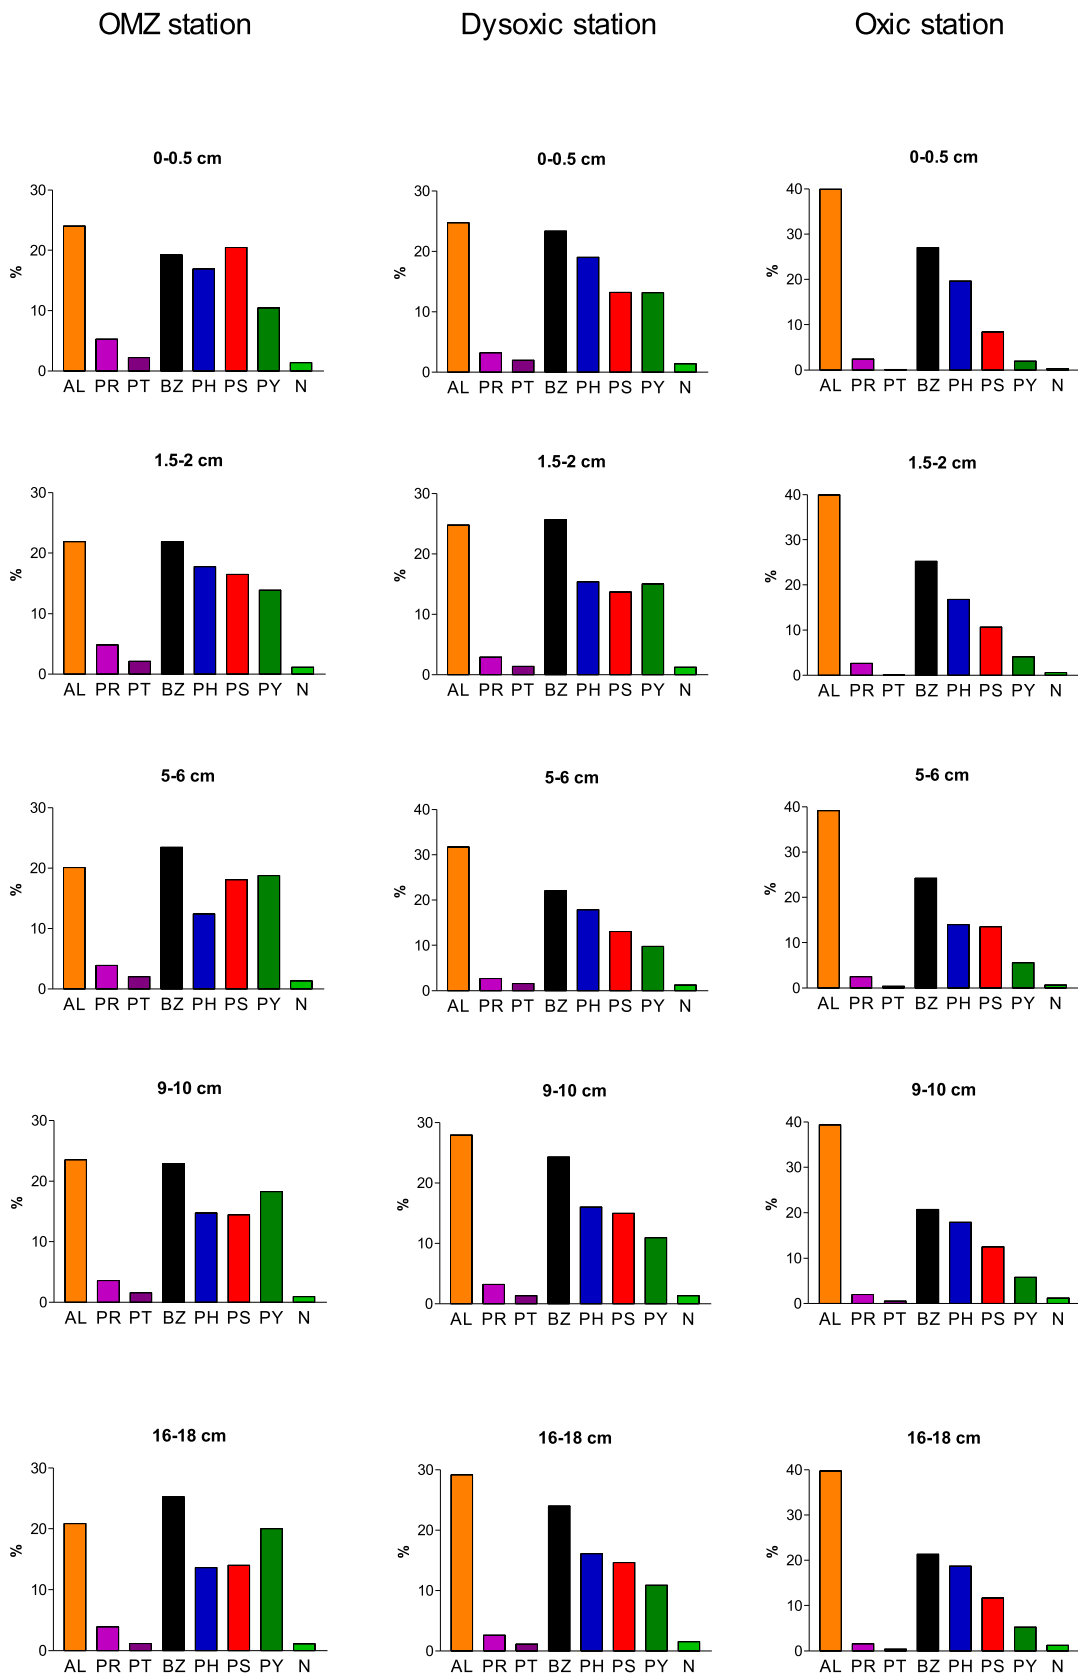 OMZ station Dysoxic station Oxic station
0-0.5 cm 0-0.5 cm 0-0.5 cm
30 30 40
30
20 20
% % % 20
10 10
10
0 0 0
AL PR PT BZ PH PS PY N AL PR PT BZ PH PS PY N AL PR PT BZ PH PS PY N
1.5-2 cm 1.5-2 cm 1.5-2 cm
30 30 40
30
20 20
% % % 20
10 10
10
0 0 0
AL PR PT BZ PH PS PY N AL PR PT BZ PH PS PY N AL PR PT BZ PH PS PY N
5-6 cm 5-6 cm 5-6 cm
30 40 40
30 30
20
% % % 20 20
10
10 10
0 0 0
AL PR PT BZ PH PS PY N AL PR PT BZ PH PS PY N AL PR PT BZ PH PS PY N
9-10 cm 9-10 cm 9-10 cm
30 30 40
30
20 20
% % % 20
10 10
10
0 0 0
AL PR PT BZ PH PS PY N AL PR PT BZ PH PS PY N AL PR PT BZ PH PS PY N
16-18 cm 16-18 cm 16-18 cm
30 30 40
30
20 20
% % % 20
10 10
10
0 0 0
AL PR PT BZ PH PS PY N AL PR PT BZ PH PS PY N AL PR PT BZ PH PS PY N